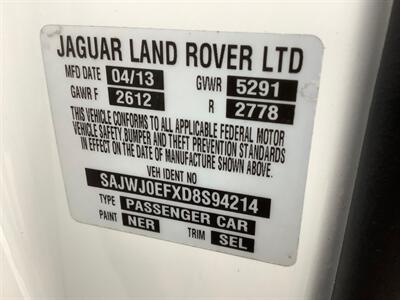 JAGUAR LAND ROVER LTD
MFD DATE 04/13 GVWR 5291
GAWR F 2612 R 2778
THIS VEHICLE CONFORMS TO ALL APPLICABLE FEDERAL MOTOR
VEHICLE SAFETY, BUMPER AND THEFT PREVENTION STANDARDS
IN EFFECT ON THE DATE OF MANUFACTURE SHOWN ABOVE.
VEH IDENT NO
SAJWJ0EFXD8S94214
TYPE PASSENGER CAR
PAINT NER TRIM SEL